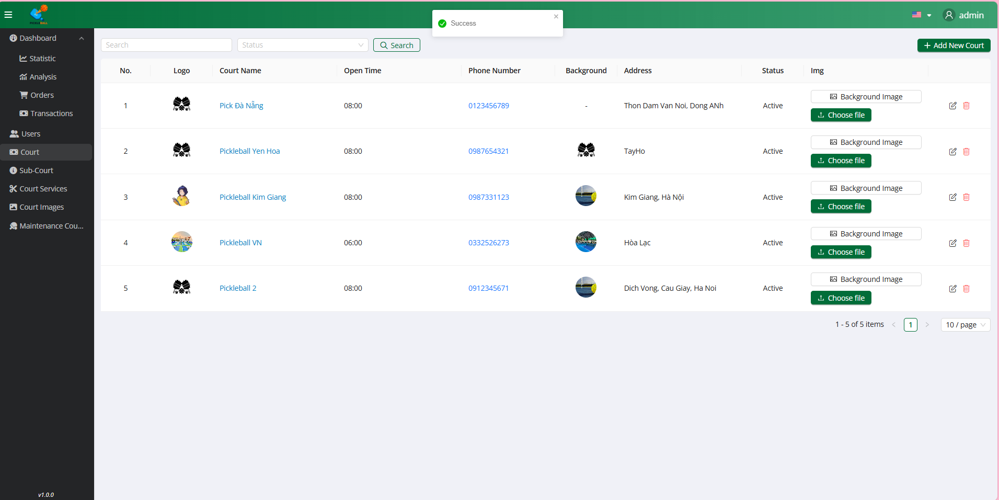 PICKLEBALL
Success
admin
Dashboard
Statistic
Analysis
Orders
Transactions
Users
Court
Sub-Court
Court Services
Court Images
Maintenance Cou...
v1.0.0
Search Status Search Add New Court
No. Logo Court Name Open Time Phone Number Background Address Status Img
1 Pick Đà Nẵng 08:00 0123456789 - Thon Dam Van Noi, Dong ANh Active Background Image
Choose file
2 Pickleball Yen Hoa 08:00 0987654321 TayHo Active Background Image
Choose file
3 Pickleball Kim Giang 08:00 0987331123 Kim Giang, Hà Nội Active Background Image
Choose file
4 Pickleball VN 06:00 0332526273 Hòa Lạc Active Background Image
Choose file
5 Pickleball 2 08:00 0912345671 Dich Vong, Cau Giay, Ha Noi Active Background Image
Choose file
1 - 5 of 5 items < 1 > 10 / page